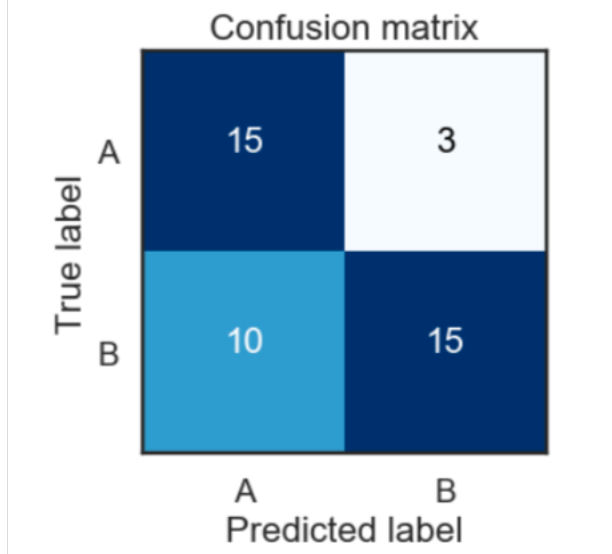 Confusion matrix
True label
A
15
3
B
10
15
A
B
Predicted label